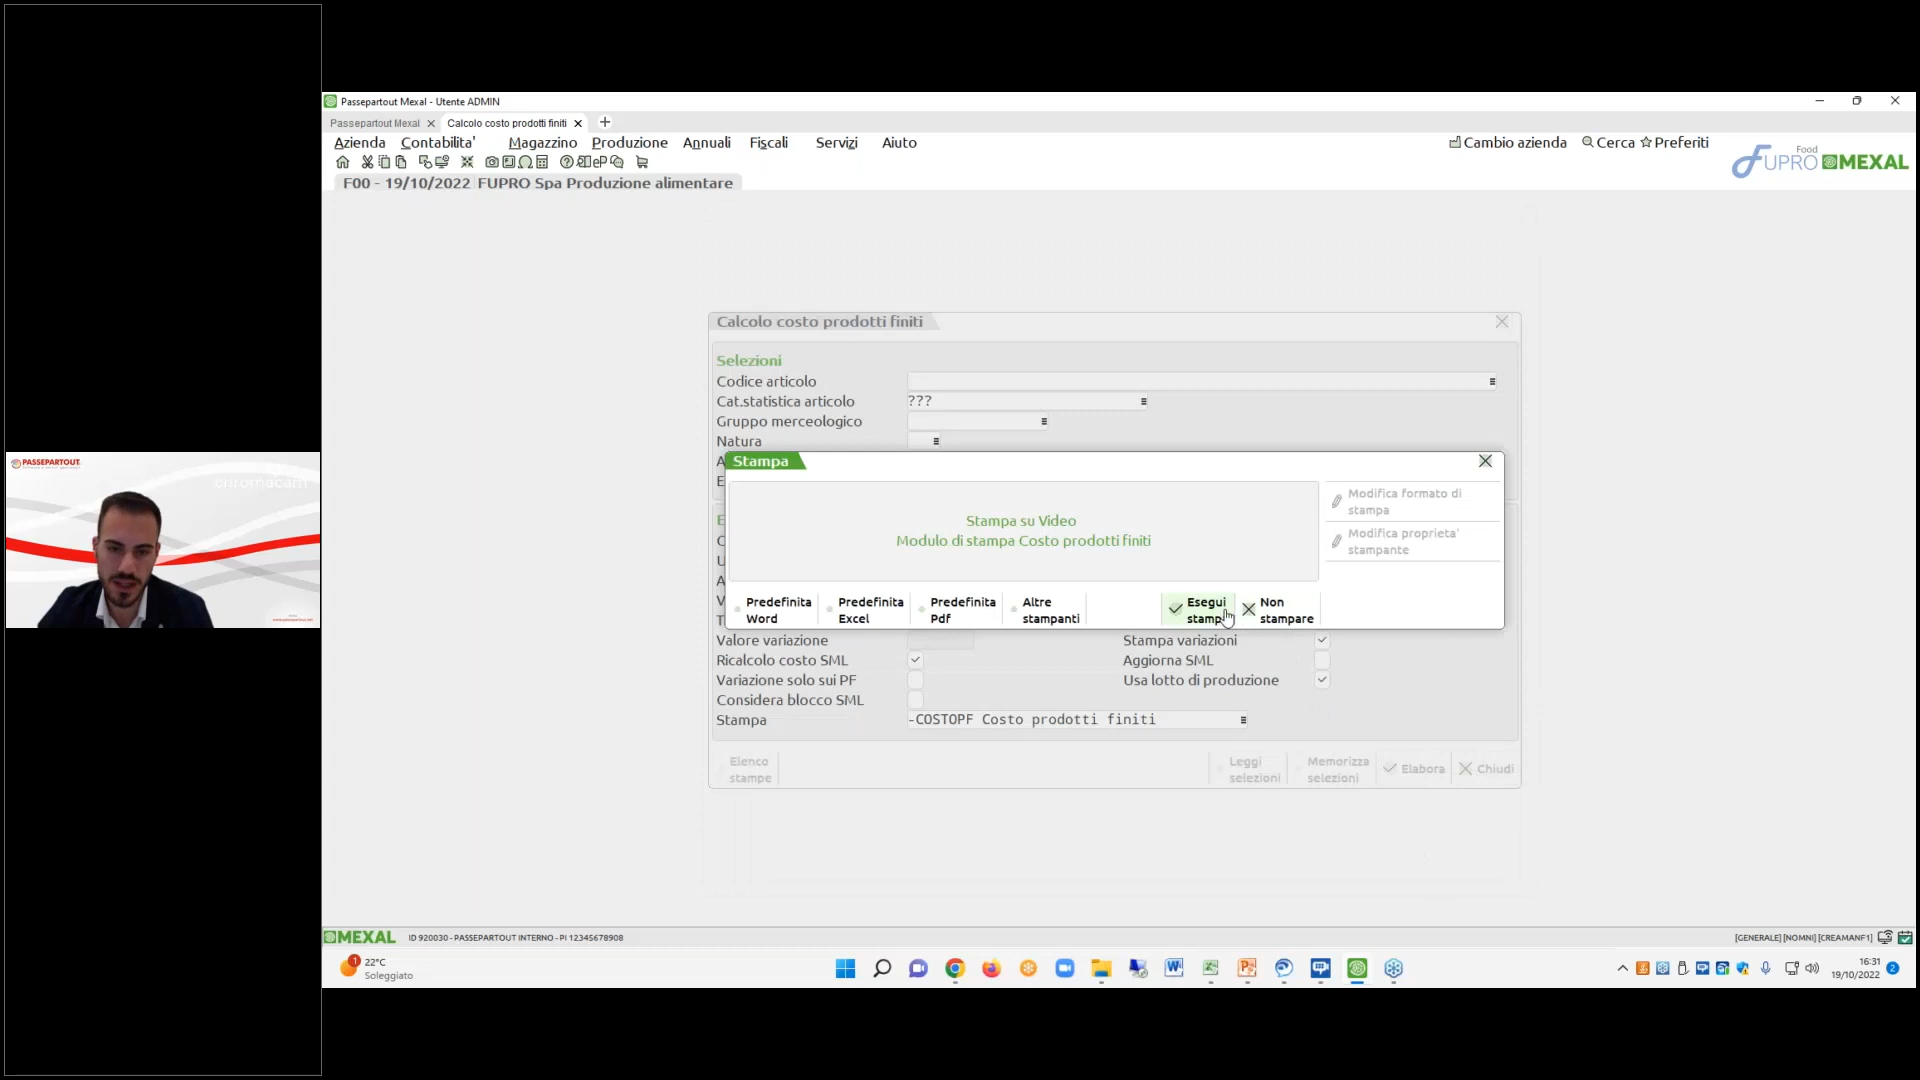 PASSEPARTOUT
chromacam
Passepartout Mexal - Utente ADMIN
Passepartout Mexal
Calcolo costo prodotti finiti
Azienda Contabilita' Magazzino Produzione Annuali Fiscali Servizi Aiuto
Cambio azienda Cerca Preferiti
Food
FUPRO MEXAL
F00 - 19/10/2022 FUPRO Spa Produzione alimentare
Calcolo costo prodotti finiti
Selezioni
Codice articolo
Cat.statistica articolo ???
Gruppo merceologico
Natura
A
E
Stampa
Stampa su Video
Modulo di stampa Costo prodotti finiti
Modifica formato di
stampa
Modifica proprieta'
stampante
E
C
U
A
V
T
Predefinita
Word
Predefinita
Excel
Predefinita
Pdf
Altre
stampanti
Esegui
stamp
Non
stampare
Valore variazione Stampa variazioni
Ricalcolo costo SML Aggiorna SML
Variazione solo sui PF Usa lotto di produzione
Considera blocco SML
Stampa -COSTOPF Costo prodotti finiti
Elenco
stampe
Leggi
selezioni
Memorizza
selezioni
Elabora
Chiudi
MEXAL ID 920030 - PASSEPARTOUT INTERNO - PI 12345678908
[GENERALE] [NOMNI] [CREAMANF1]
1
22°C
Soleggiato
16:31
19/10/2022
2